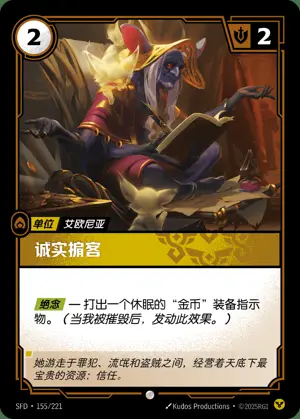 2
2
单位 艾欧尼亚
诚实掮客
绝念 — 打出一个休眠的“金币”装备指示
物。（当我被摧毁后，发动此效果。）
她游走于罪犯、流氓和盗贼之间，经营着天底下最
宝贵的资源：信任。
SFD • 155/221 Kudos Productions • ©2025RGI